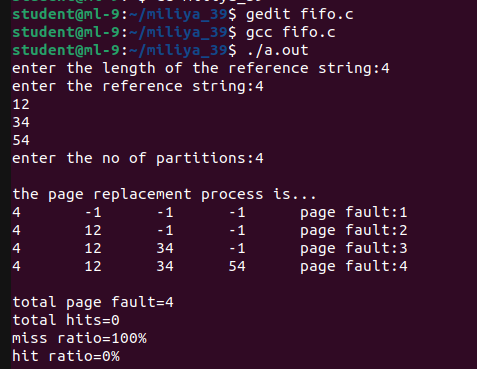 student@ml-9:~/miliya_39$ gedit fifo.c
student@ml-9:~/miliya_39$ gcc fifo.c
student@ml-9:~/miliya_39$ ./a.out
enter the length of the reference string:4
enter the reference string:4
12
34
54
enter the no of partitions:4
the page replacement process is...
4 -1 -1 -1 page fault:1
4 12 -1 -1 page fault:2
4 12 34 -1 page fault:3
4 12 34 54 page fault:4
total page fault=4
total hits=0
miss ratio=100%
hit ratio=0%